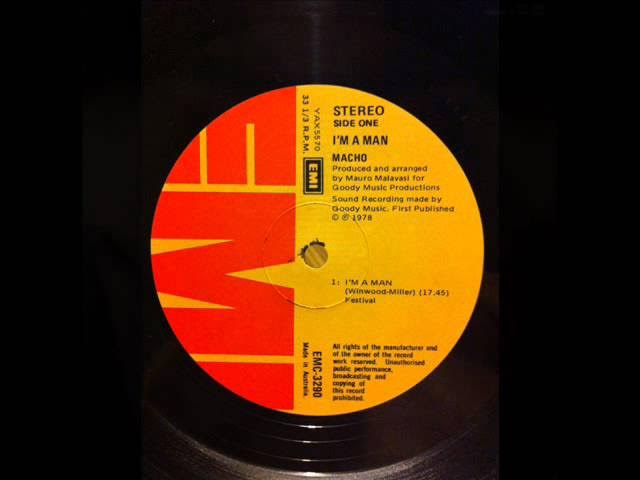 STEREO
SIDE ONE
I'M A MAN
MACHO
Produced and arranged
by Mauro Malavasi for
Goody Music Productions
Sound Recording made by
Goody Music. First Published
© ℗ 1978
YAX5570
33 1/3 R.P.M.
EMI
EMI
1: I'M A MAN
(Winwood-Miller) (17.45)
Festival
All rights of the manufacturer and
of the owner of the record
work reserved. Unauthorised
public performance,
broadcasting and
copying of
this record
prohibited.
EMC-3290
Made in Australia.